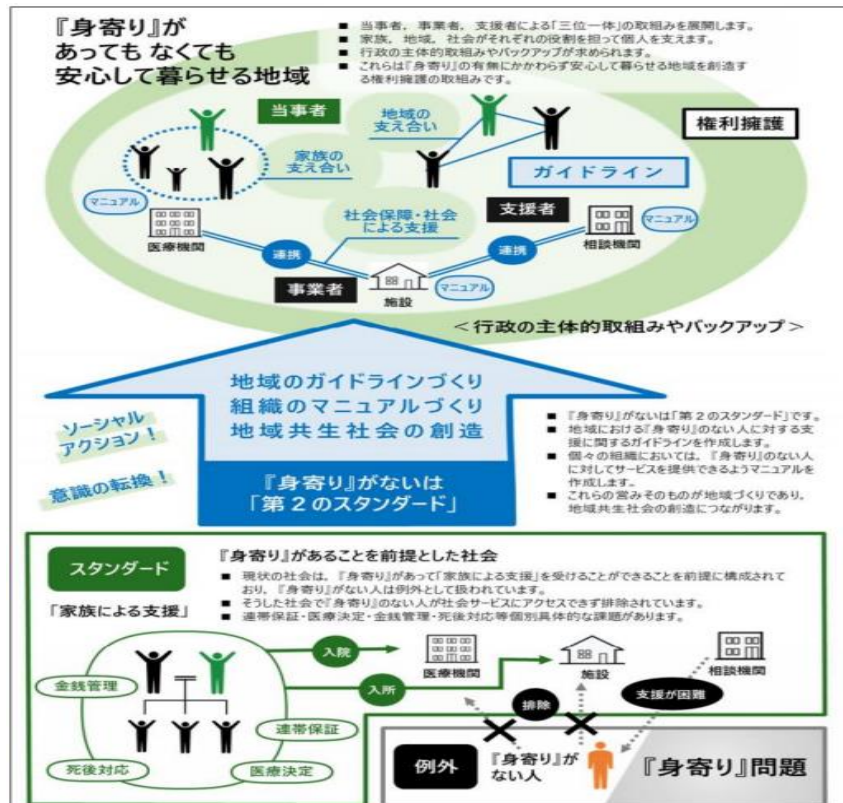 『身寄り』が
あっても なくても
安心して暮らせる地域
■ 当事者，事業者，支援者による「三位一体」の取組みを展開します。
■ 家族，地域，社会がそれぞれの役割を担って個人を支えます。
■ 行政の主体的取組みやバックアップが求められます。
■ これらは『身寄り』の有無にかかわらず安心して暮らせる地域を創造す
る権利擁護の取組みです。
当事者
地域の
支え合い
権利擁護
家族の
支え合い
ガイドライン
マニュアル
医療機関
社会保障・社会
による支援
支援者
相談機関
マニュアル
連携
連携
事業者
施設
マニュアル
＜行政の主体的取組みやバックアップ＞
地域のガイドラインづくり
組織のマニュアルづくり
地域共生社会の創造
ソーシャル
アクション！
意識の転換！
『身寄り』がないは
「第２のスタンダード」
■ 『身寄り』がないは「第２のスタンダード」です。
■ 地域における『身寄り』のない人に対する支
援に関するガイドラインを作成します。
■ 個々の組織においては，『身寄り』のない人
に対してサービスを提供できるようマニュアルを
作成します。
■ これらの営みそのものが地域づくりであり，
地域共生社会の創造につながります。
スタンダード
「家族による支援」
『身寄り』があることを前提とした社会
■ 現状の社会は，『身寄り』があって「家族による支援」を受けることができることを前提に構成されて
おり，『身寄り』がない人は例外として扱われています。
■ そうした社会で『身寄り』のない人が社会サービスにアクセスできず排除されています。
■ 連帯保証・医療決定・金銭管理・死後対応等個別具体的な課題があります。
金銭管理
連帯保証
死後対応
医療決定
入院
入所
医療機関
施設
相談機関
排除
支援が困難
例外
『身寄り』が
ない人
『身寄り』問題